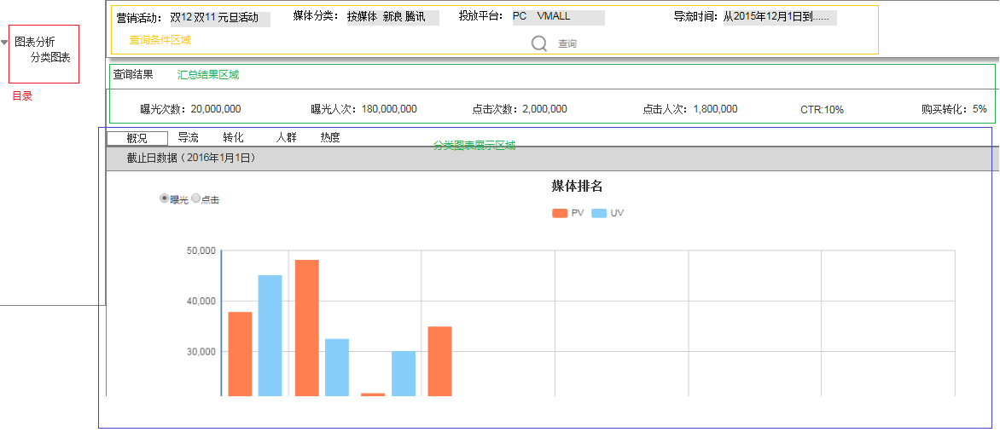 图表分析
分类图表
目录
营销活动: 双12 双11 元旦活动 媒体分类: 按媒体 新浪 腾讯 投放平台: PC VMALL 导流时间: 从2015年12月1日到......
查询条件区域
查询
查询结果 汇总结果区域
曝光次数: 20,000,000 曝光人次: 180,000,000 点击次数: 2,000,000 点击人次: 1,800,000 CTR:10% 购买转化: 5%
概况 导流 转化 人群 热度
分类图表展示区域
截止日数据(2016年1月1日)
媒体排名
曝光 点击
PV UV
50,000
40,000
30,000